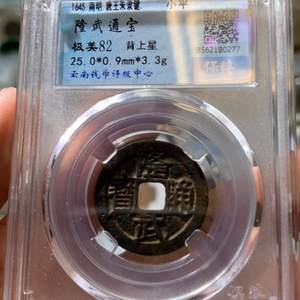 1645 南明 唐王朱聿键 小平
隆武通宝
极美82 背上星
25.0*0.9mm*3.3g
云南钱币评级中心
85621B0277
隆武通寶